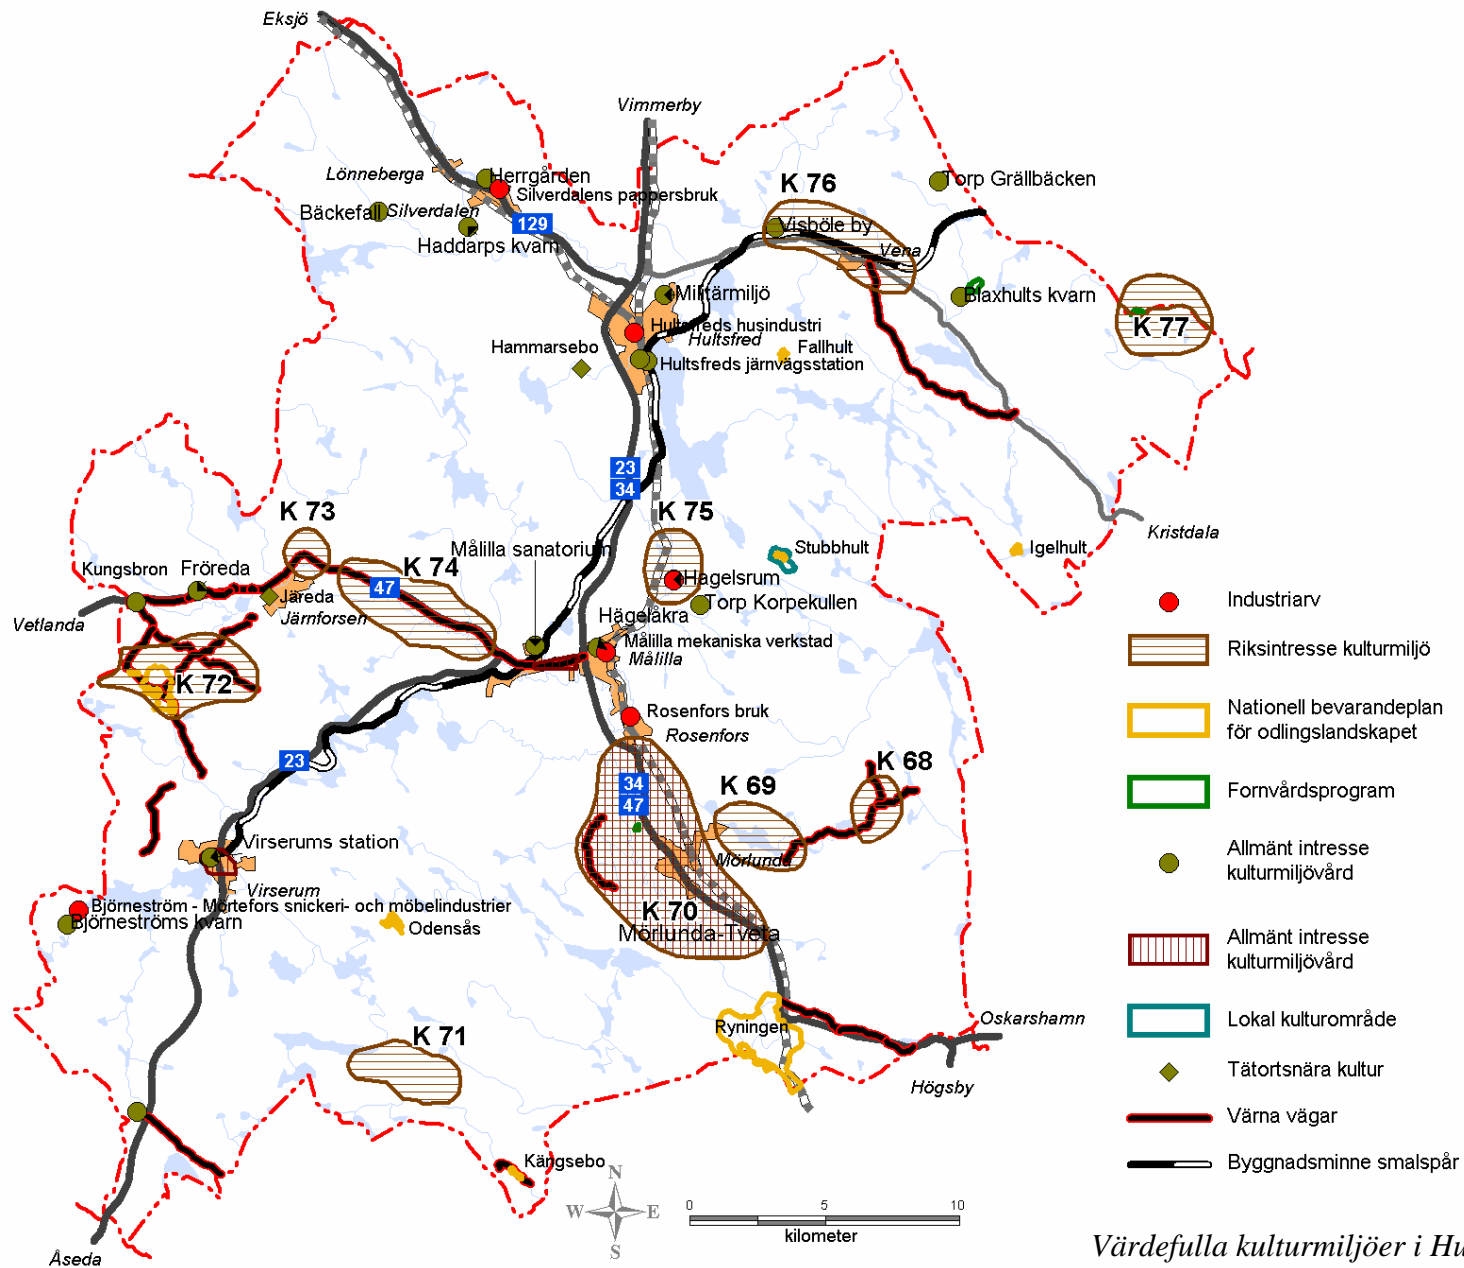 Eksjö
Vimmerby
Lönneberga
Herrgården
Silverdalens pappersbruk
K 76
Torp Grällbäcken
Bäckefall
Silverdalen
129
Haddarps kvarn
Visböle by
Vena
Militärmiljö
Blaxhults kvarn
K 77
Hultsfreds husindustri
Hultsfred
Hammarsebo
Hultsfreds järnvägsstation
Fallhult
23
34
K 73
K 75
Kristdala
Målilla sanatorium
Stubbhult
Igelhult
Kungsbron
Fröreda
K 74
47
Hagelsrum
Järeda
Järnforsen
Torp Korpekullen
Vetlanda
Hägelåkra
Målilla mekaniska verkstad
Målilla
K 72
Rosenfors bruk
Rosenfors
23
34
47
K 69
K 68
Virserums station
Mörlunda
Virserum
Björneström - Mörtefors snickeri- och möbelindustrier
Björneströms kvarn
Odensås
K 70
Mörlunda-Tveta
Ryningen
Oskarshamn
K 71
Högsby
Kängsebo
Åseda
N
W
E
S
0
5
10
kilometer
Industriarv
Riksintresse kulturmiljö
Nationell bevarandeplan
för odlingslandskapet
Fornvårdsprogram
Allmänt intresse
kulturmiljövård
Allmänt intresse
kulturmiljövård
Lokal kulturområde
Tätortsnära kultur
Värna vägar
Byggnadsminne smalspår
Värdefulla kulturmiljöer i Hu